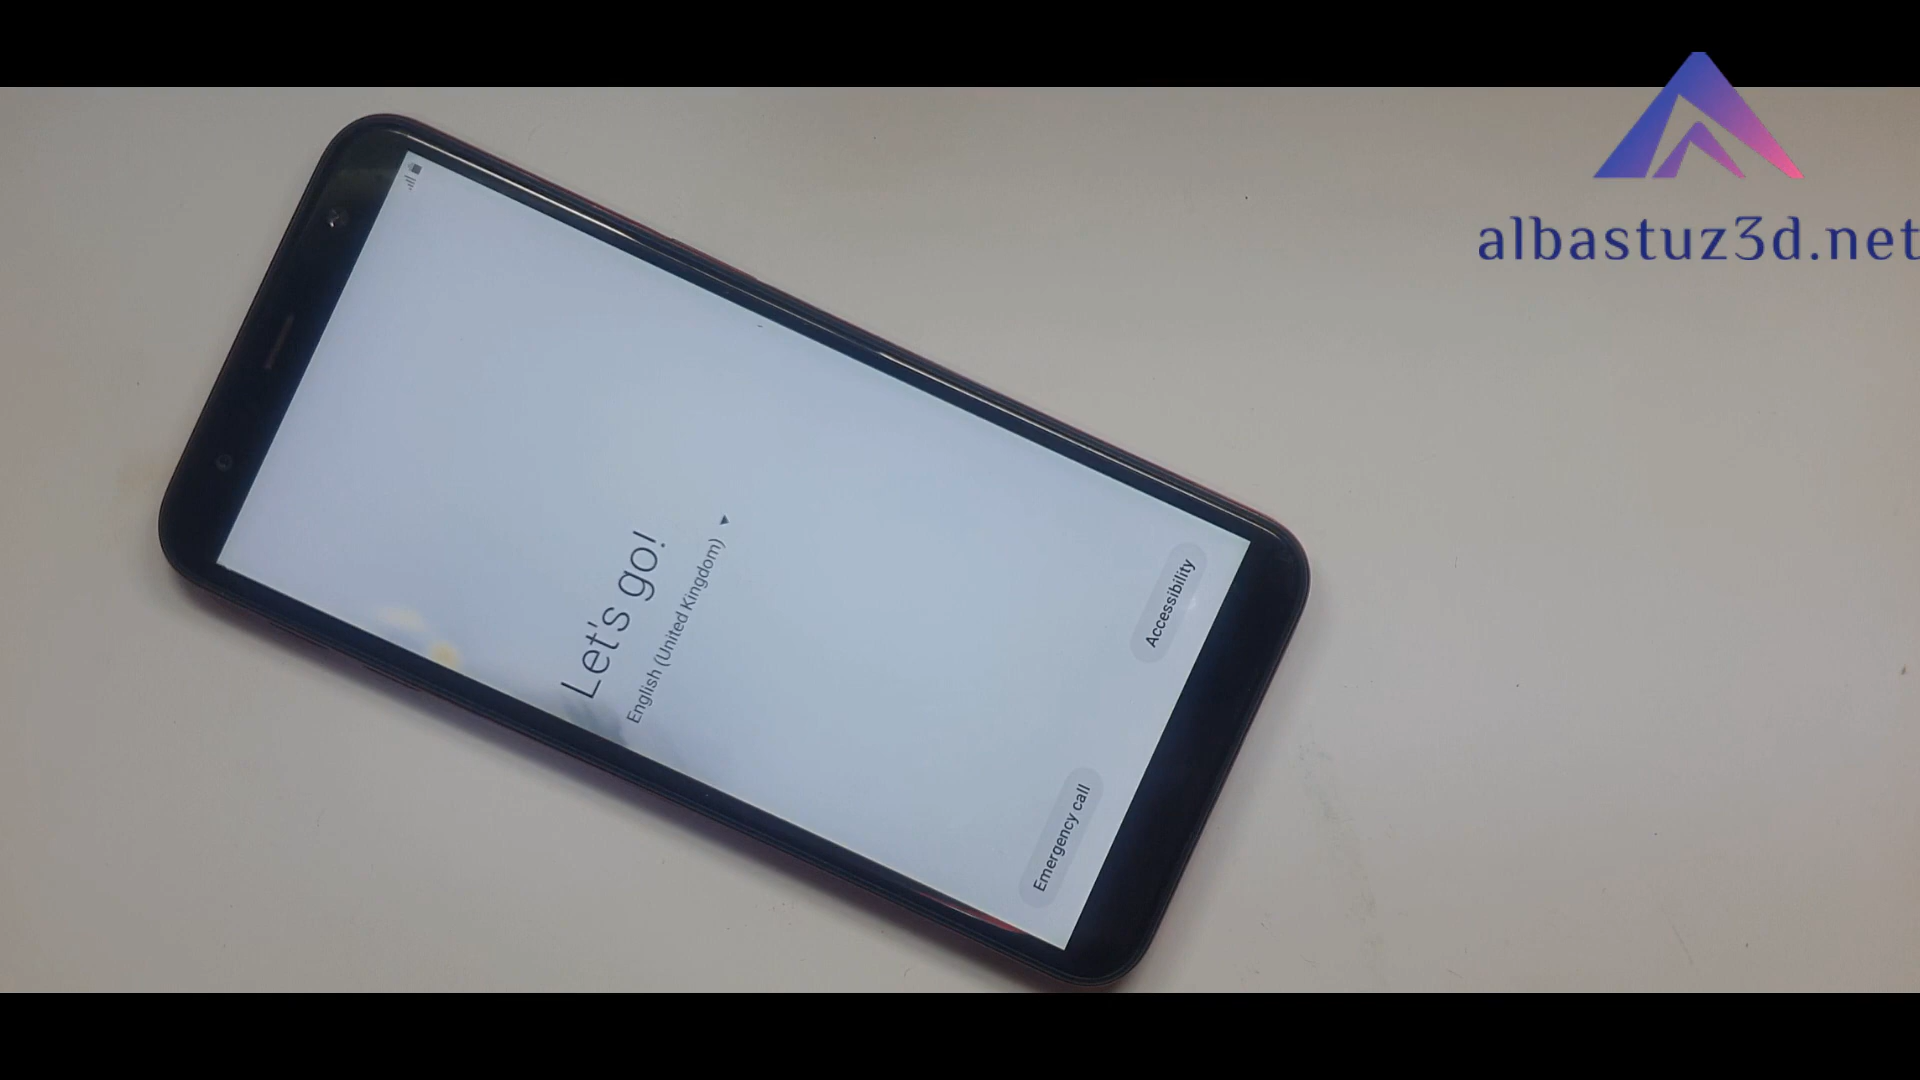 albastuz3d.net
Let's go!
English (United Kingdom)
Emergency call
Accessibility